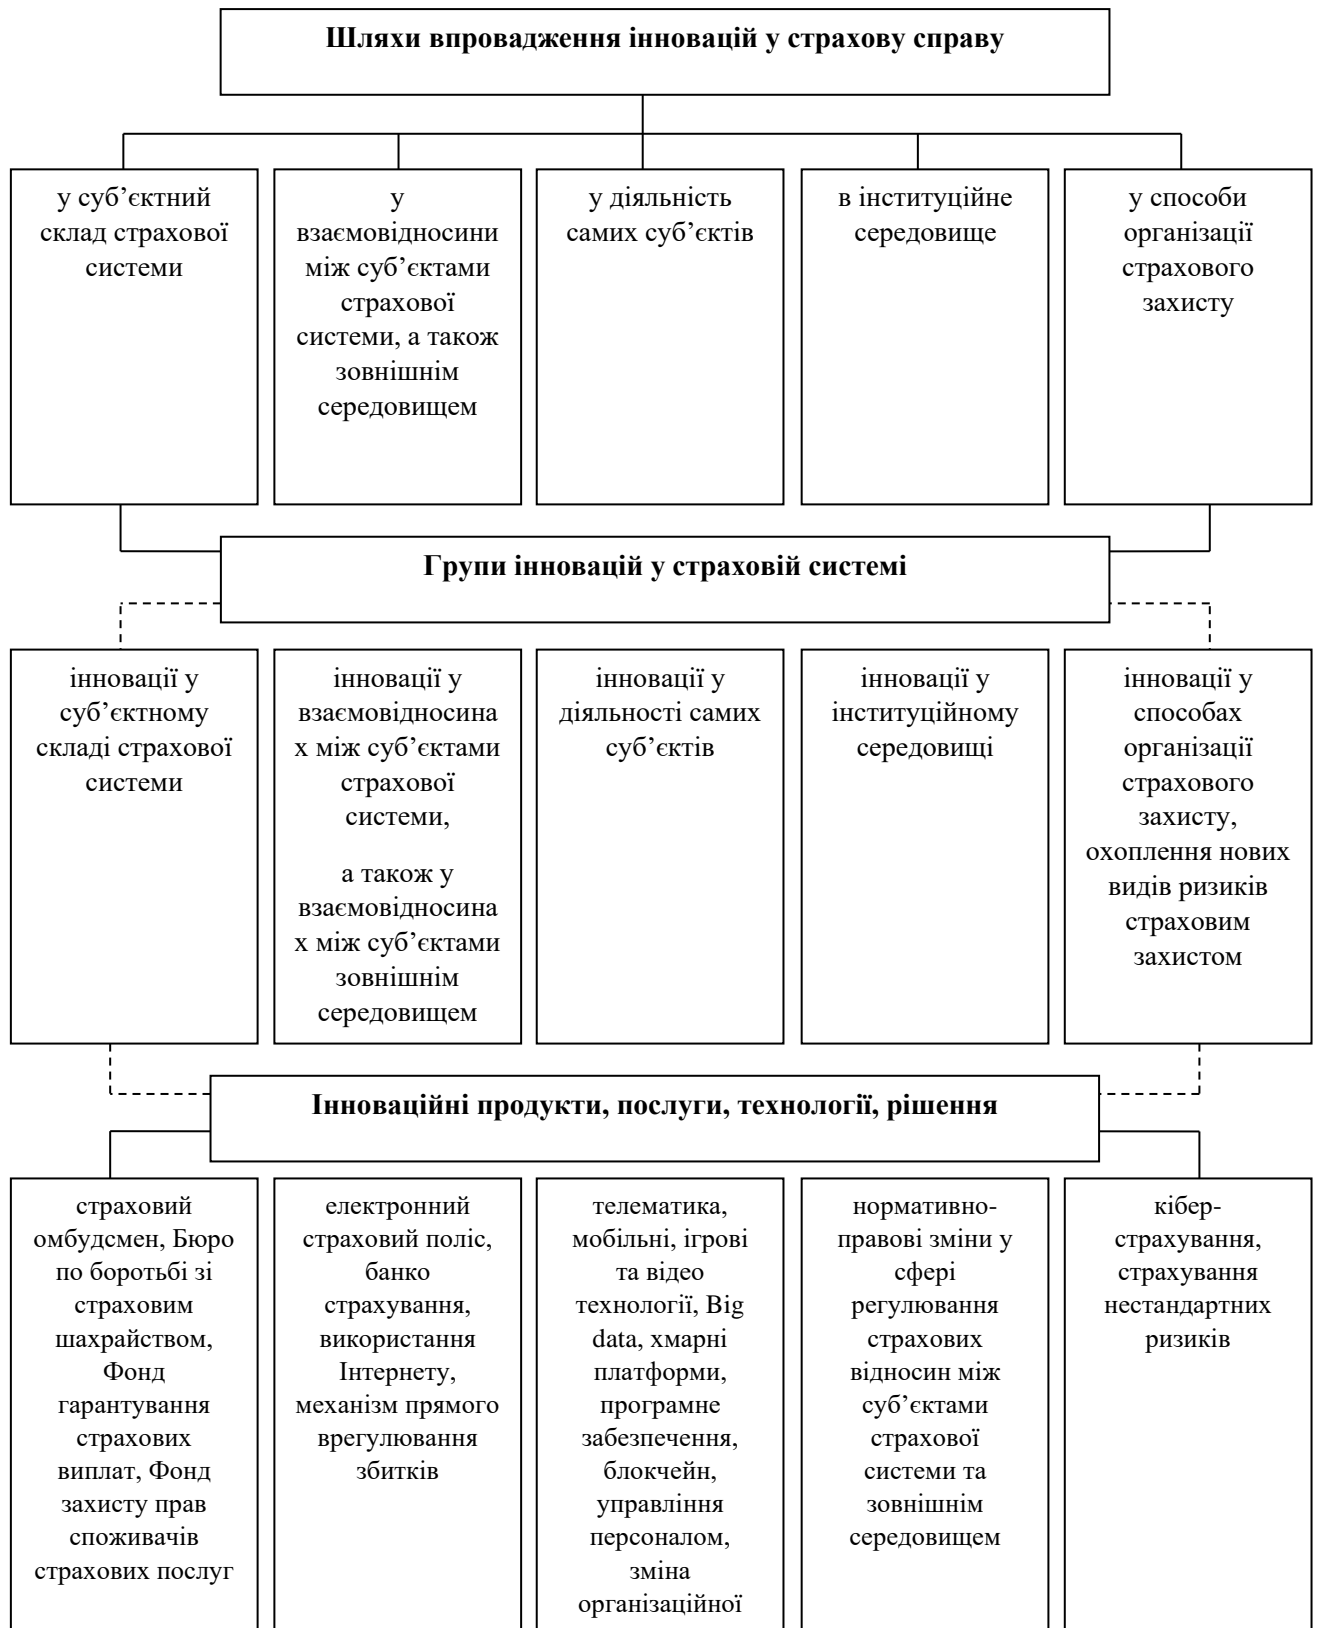 Шляхи впровадження інновацій у страхову справу
у суб’єктний
склад страхової
системи
у
взаємовідносини
між суб’єктами
страхової
системи, а також
зовнішнім
середовищем
у діяльність
самих суб’єктів
в інституційне
середовище
у способи
організації
страхового
захисту
Групи інновацій у страховій системі
інновації у
суб’єктному
складі страхової
системи
інновації у
взаємовідносина
х між суб’єктами
страхової
системи,
а також у
взаємовідносина
х між суб’єктами
зовнішнім
середовищем
інновації у
діяльності самих
суб’єктів
інновації у
інституційному
середовищі
інновації у
способах
організації
страхового
захисту,
охоплення нових
видів ризиків
страховим
захистом
Інноваційні продукти, послуги, технології, рішення
страховий
омбудсмен, Бюро
по боротьбі зі
страховим
шахрайством,
Фонд
гарантування
страхових
виплат, Фонд
захисту прав
споживачів
страхових послуг
електронний
страховий поліс,
банко
страхування,
використання
Інтернету,
механізм прямого
врегулювання
збитків
телематика,
мобільні, ігрові
та відео
технології, Big
data, хмарні
платформи,
програмне
забезпечення,
блокчейн,
управління
персоналом,
зміна
організаційної
нормативно-
правові зміни у
сфері
регулювання
страхових
відносин між
суб’єктами
страхової
системи та
зовнішнім
середовищем
кібер-
страхування,
страхування
нестандартних
ризиків